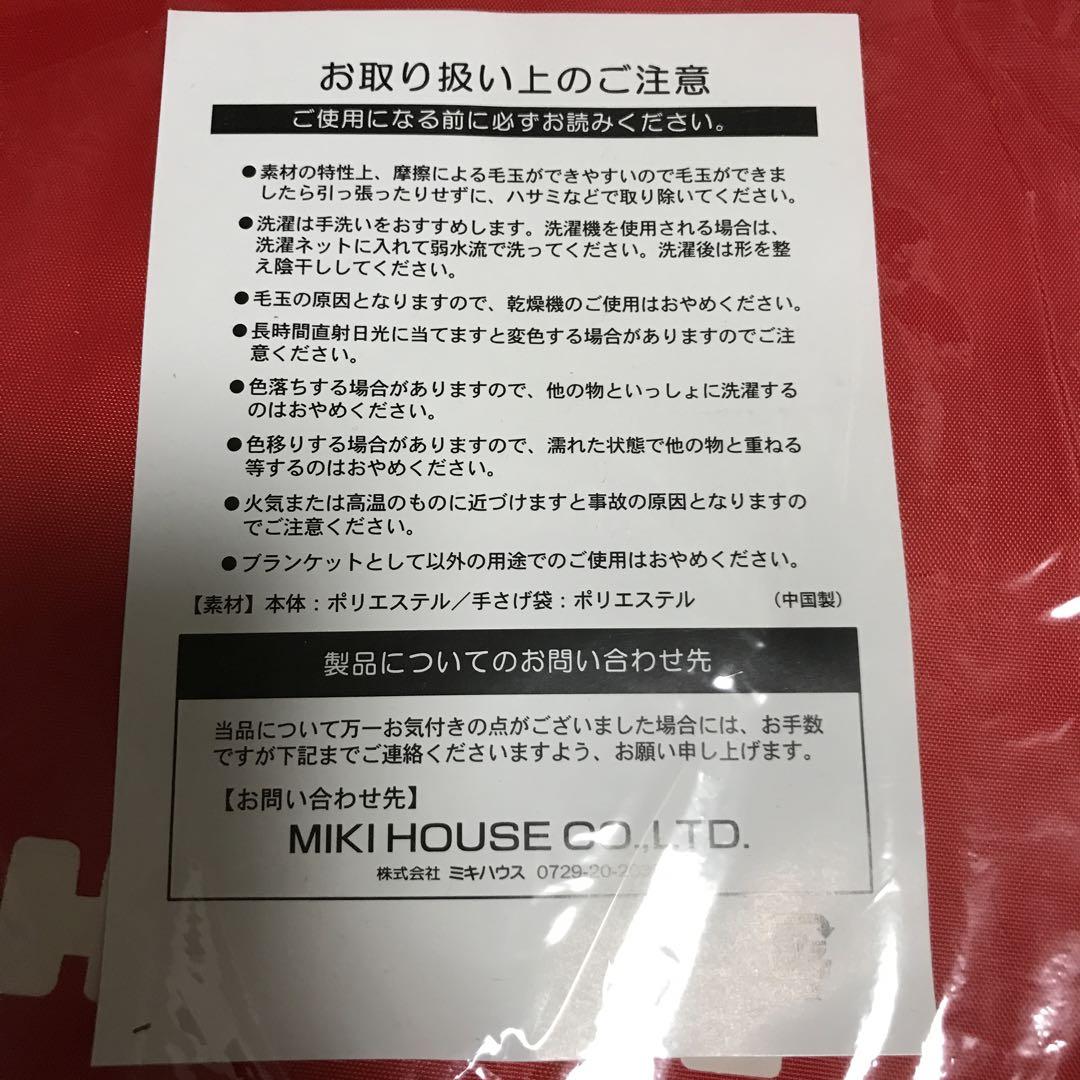 お取り扱い上のご注意
ご使用になる前に必ずお読みください。
●素材の特性上、摩擦による毛玉ができやすいので毛玉ができま
したら引っ張ったりせずに、ハサミなどで取り除いてください。
●洗濯は手洗いをおすすめします。洗濯機を使用される場合は、
洗濯ネットに入れて弱水流で洗ってください。洗濯後は形を整
え陰干ししてください。
●毛玉の原因となりますので、乾燥機のご使用はおやめください。
●長時間直射日光に当てますと変色する場合がありますのでご注
意ください。
●色落ちする場合がありますので、他の物といっしょに洗濯する
のはおやめください。
●色移りする場合がありますので、濡れた状態で他の物と重ねる
等するのはおやめください。
●火気または高温のものに近づけますと事故の原因となりますの
でご注意ください。
●ブランケットとして以外の用途でのご使用はおやめください。
【素材】本体：ポリエステル／手さげ袋：ポリエステル （中国製）
製品についてのお問い合わせ先
当品について万一お気付きの点がございました場合には、お手数
ですが下記までご連絡くださいますよう、お願い申し上げます。
【お問い合わせ先】
MIKI HOUSE CO.,LTD.
株式会社 ミキハウス 0729-20-